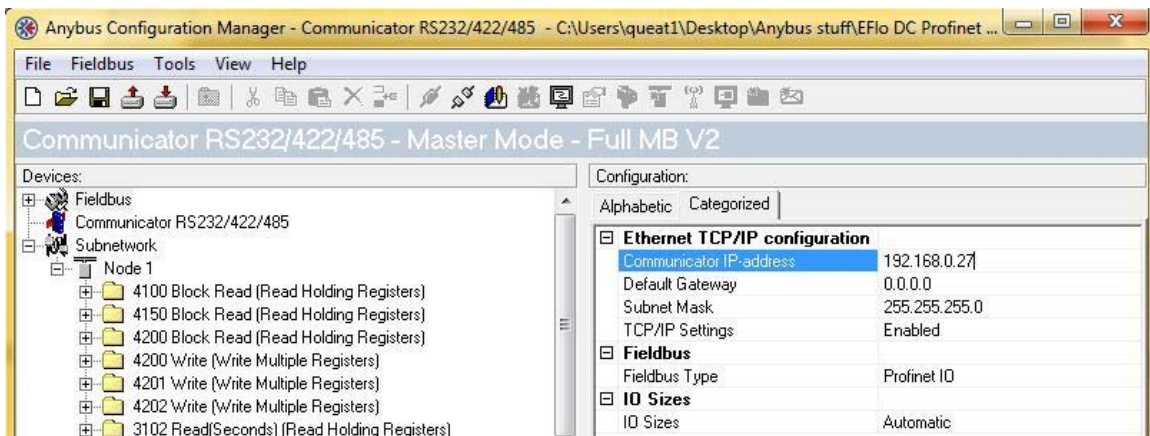 Anybus Configuration Manager - Communicator RS232/422/485 - C:\Users\queat1\Desktop\Anybus stuff\EFlo DC Profinet ...
File Fieldbus Tools View Help
Communicator RS232/422/485 - Master Mode - Full MB V2
Devices:
Fieldbus
Communicator RS232/422/485
Subnetwork
Node 1
4100 Block Read (Read Holding Registers)
4150 Block Read (Read Holding Registers)
4200 Block Read (Read Holding Registers)
4200 Write (Write Multiple Registers)
4201 Write (Write Multiple Registers)
4202 Write (Write Multiple Registers)
3102 Read(Seconds) (Read Holding Registers)
Configuration:
Alphabetic Categorized
Ethernet TCP/IP configuration
Communicator IP-address 192.168.0.27
Default Gateway 0.0.0.0
Subnet Mask 255.255.255.0
TCP/IP Settings Enabled
Fieldbus
Fieldbus Type Profinet IO
IO Sizes
IO Sizes Automatic